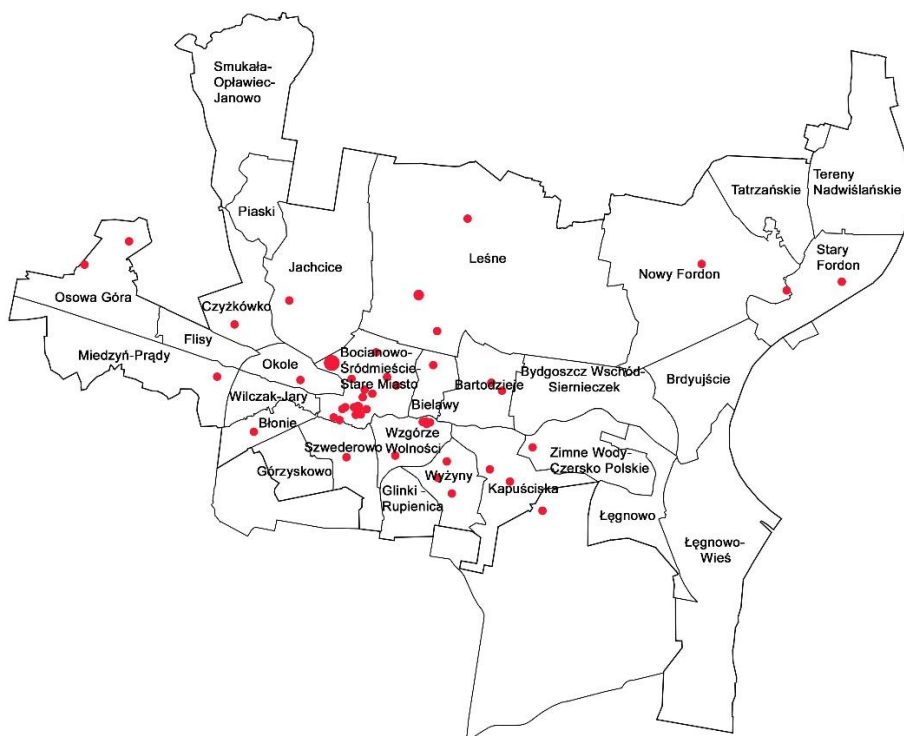 Smukała-
Opławiec-
Janowo
Piaski
Jachcice
Leśne
Tatrzańskie
Tereny
Nadwiślańskie
Nowy Fordon
Stary
Fordon
Osowa Góra
Czyżkówko
Flisy
Miedzyń-Prądy
Okole
Bocianowo-
Śródmieście-
Stare Miasto
Wilczak-Jary
Bielawy
Bartodzieje
Bydgoszcz Wschód-
Siernieczek
Brdyujście
Błonie
Szwederowo
Wzgórze
Wolności
Górzyskowo
Glinki -
Rupienica
Wyżyny
Kapuściska
Zimne Wody-
Czersko Polskie
Łęgnowo
Łęgnowo-
Wieś